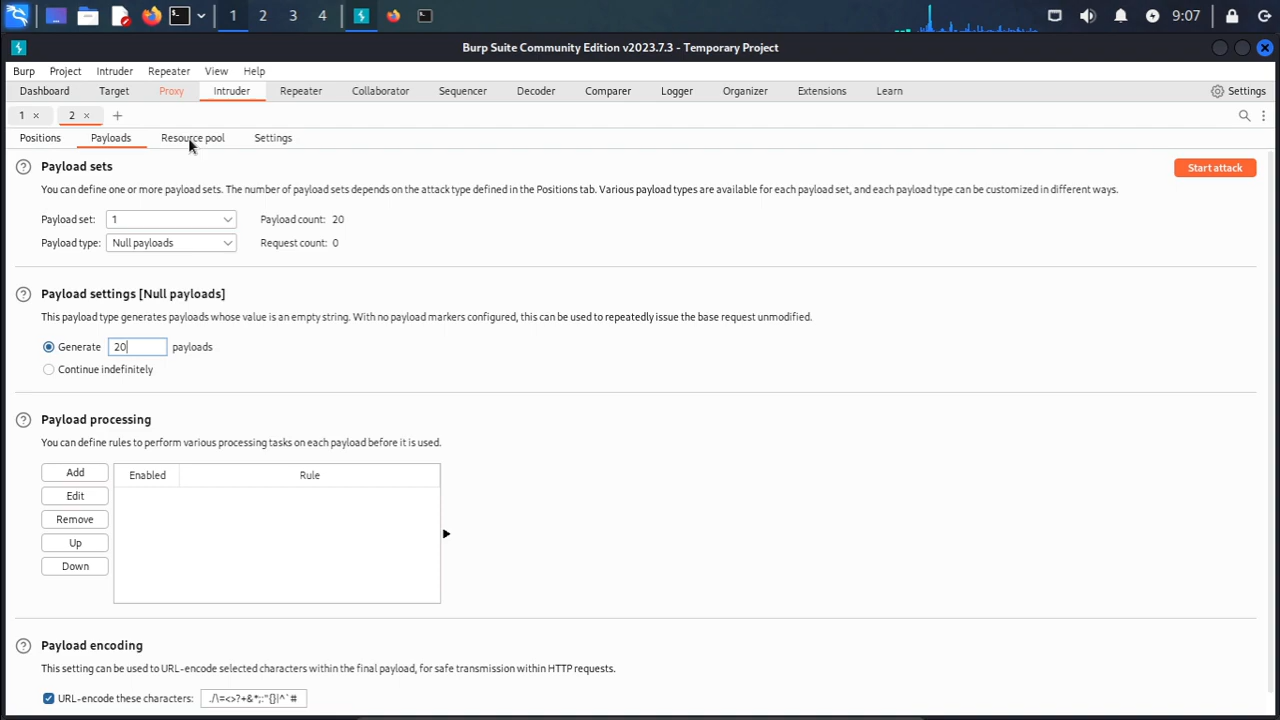 1 2 3 4 9:07
Burp Suite Community Edition v2023.7.3 - Temporary Project
Burp Project Intruder Repeater View Help
Dashboard Target Proxy Intruder Repeater Collaborator Sequencer Decoder Comparer Logger Organizer Extensions Learn Settings
1 × 2 × +
Positions Payloads Resource pool Settings
? Payload sets Start attack
You can define one or more payload sets. The number of payload sets depends on the attack type defined in the Positions tab. Various payload types are available for each payload set, and each payload type can be customized in different ways.
Payload set: 1 Payload count: 20
Payload type: Null payloads Request count: 0
? Payload settings [Null payloads]
This payload type generates payloads whose value is an empty string. With no payload markers configured, this can be used to repeatedly issue the base request unmodified.
Generate 20 payloads
Continue indefinitely
? Payload processing
You can define rules to perform various processing tasks on each payload before it is used.
Add Enabled Rule
Edit
Remove
Up
Down
? Payload encoding
This setting can be used to URL-encode selected characters within the final payload, for safe transmission within HTTP requests.
URL-encode these characters: ./\=<>?+&*;:"{}|^`#